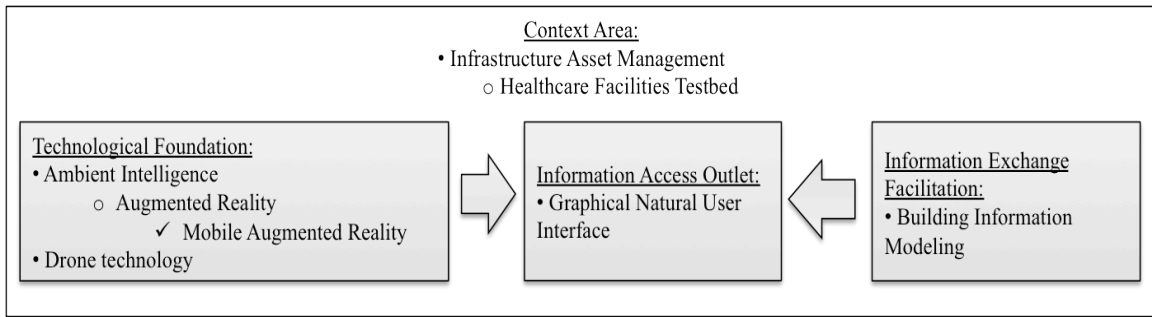 Context Area:
• Infrastructure Asset Management
o Healthcare Facilities Testbed
Technological Foundation:
• Ambient Intelligence
o Augmented Reality
✓ Mobile Augmented Reality
• Drone technology
Information Access Outlet:
• Graphical Natural User
Interface
Information Exchange
Facilitation:
• Building Information
Modeling